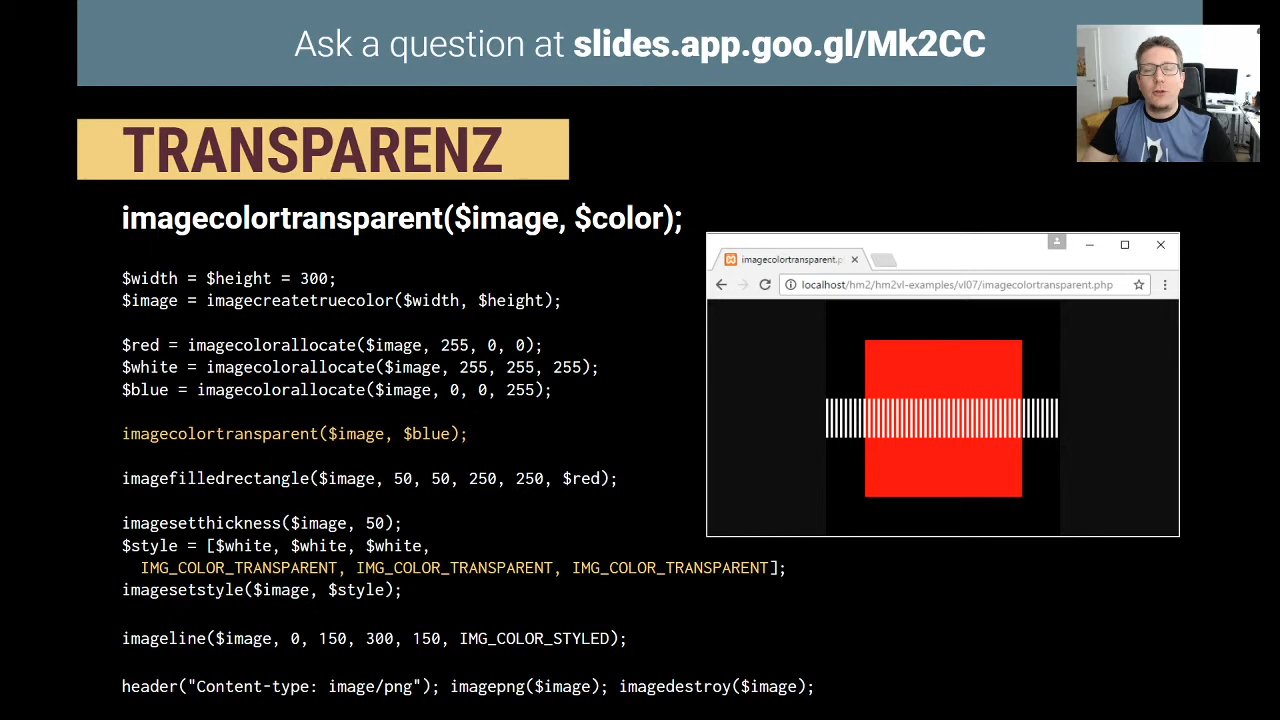 Ask a question at slides.app.goo.gl/Mk2CC
TRANSPARENZ
imagecolortransparent($image, $color);
$width = $height = 300;
$image = imagecreatetruecolor($width, $height);
$red = imagecolorallocate($image, 255, 0, 0);
$white = imagecolorallocate($image, 255, 255, 255);
$blue = imagecolorallocate($image, 0, 0, 255);
imagecolortransparent($image, $blue);
imagefilledrectangle($image, 50, 50, 250, 250, $red);
imagesetthickness($image, 50);
$style = [$white, $white, $white,
IMG_COLOR_TRANSPARENT, IMG_COLOR_TRANSPARENT, IMG_COLOR_TRANSPARENT];
imagesetstyle($image, $style);
imageline($image, 0, 150, 300, 150, IMG_COLOR_STYLED);
header("Content-type: image/png"); imagepng($image); imagedestroy($image);
imagecolortransparent.p
localhost/hm2/hm2vl-examples/vl07/imagecolortransparent.php